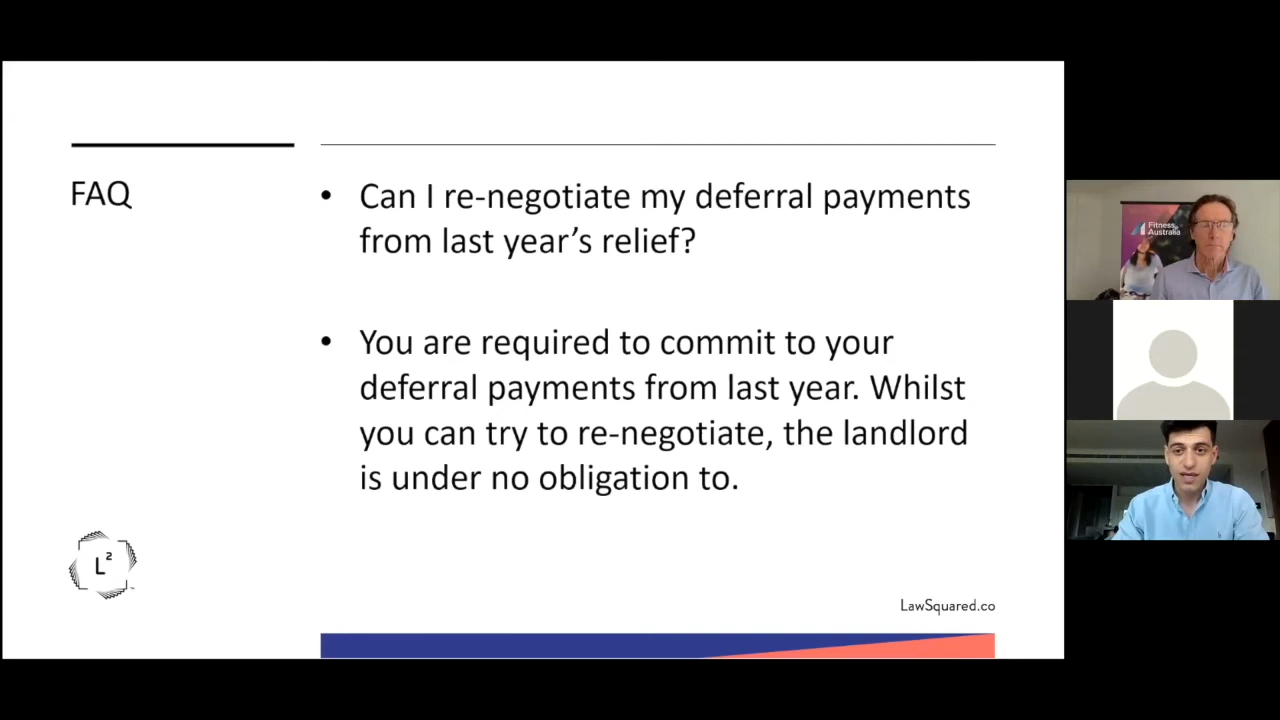 FAQ
• Can I re-negotiate my deferral payments
from last year’s relief?
• You are required to commit to your
deferral payments from last year. Whilst
you can try to re-negotiate, the landlord
is under no obligation to.
L²
LawSquared.co
Fitness
Australia